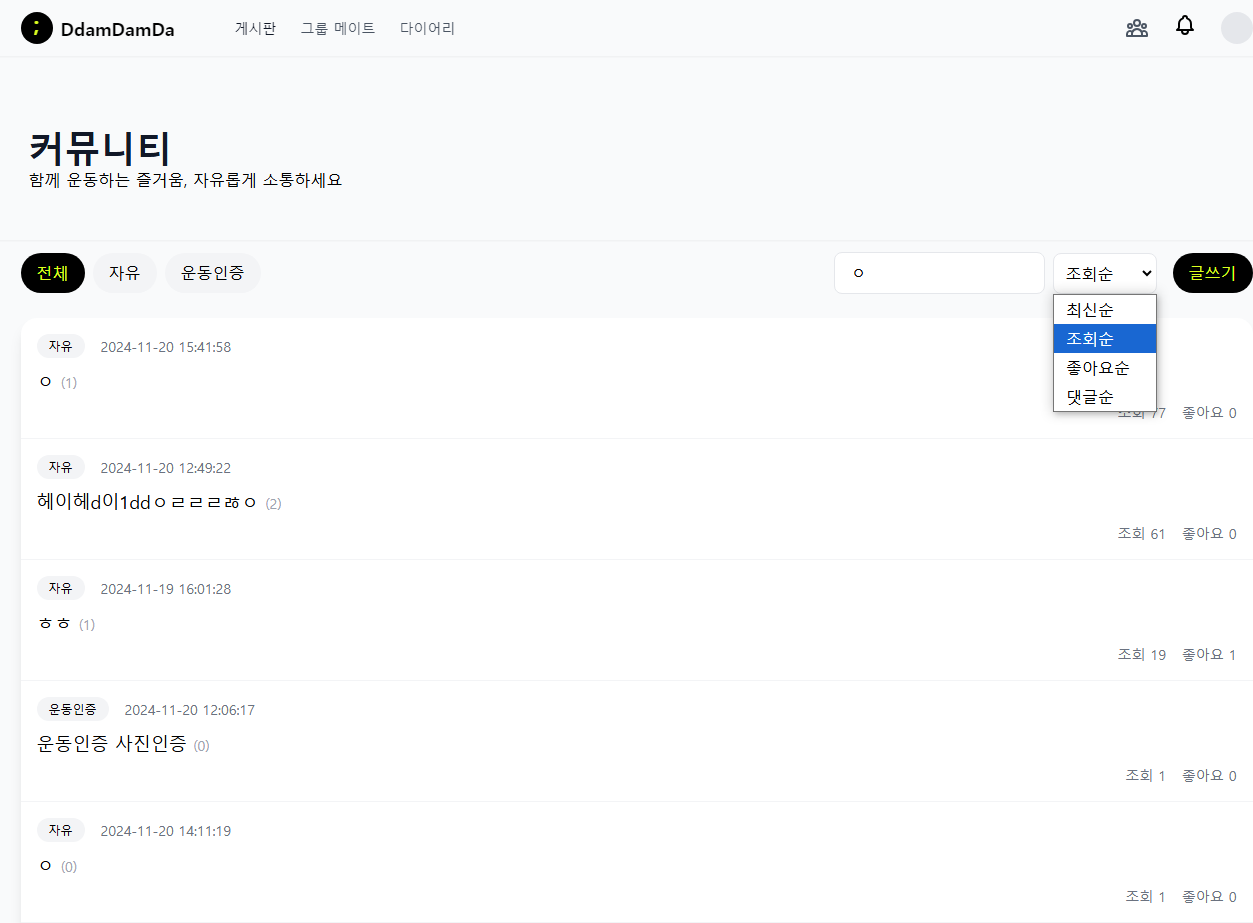 DdamDamDa 게시판 그룹 메이트 다이어리
커뮤니티
함께 운동하는 즐거움, 자유롭게 소통하세요
전체 자유 운동인증 ㅇ 조회순 글쓰기
최신순
조회순
좋아요순
댓글순
자유 2024-11-20 15:41:58
ㅇ (1)
조회 77 좋아요 0
자유 2024-11-20 12:49:22
헤이헤d이1ddㅇㄹㄹㄹㅀㅇ (2)
조회 61 좋아요 0
자유 2024-11-19 16:01:28
ㅎㅎ (1)
조회 19 좋아요 1
운동인증 2024-11-20 12:06:17
운동인증 사진인증 (0)
조회 1 좋아요 0
자유 2024-11-20 14:11:19
ㅇ (0)
조회 1 좋아요 0